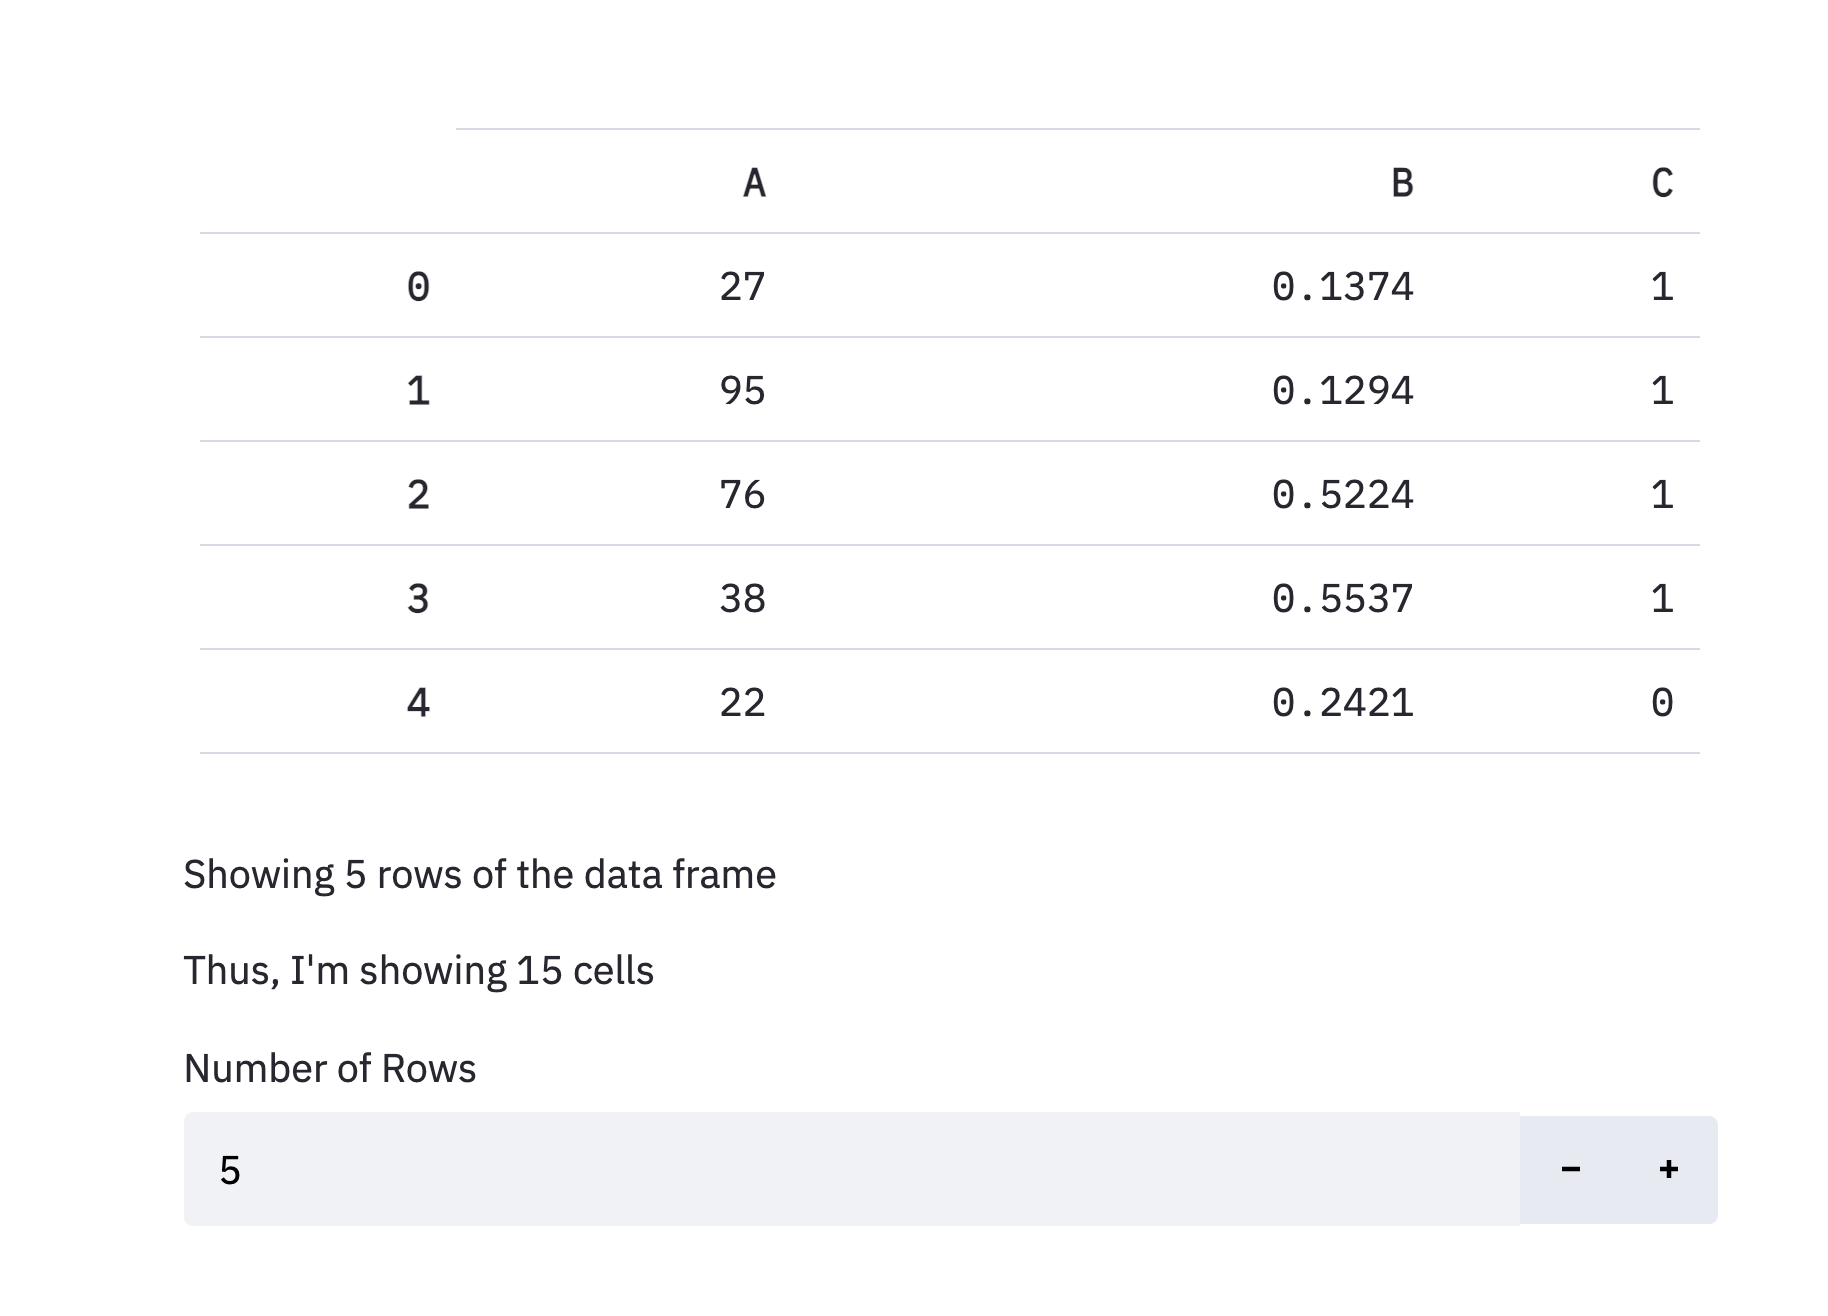 A B C
0 27 0.1374 1
1 95 0.1294 1
2 76 0.5224 1
3 38 0.5537 1
4 22 0.2421 0
Showing 5 rows of the data frame
Thus, I'm showing 15 cells
Number of Rows
5 − +